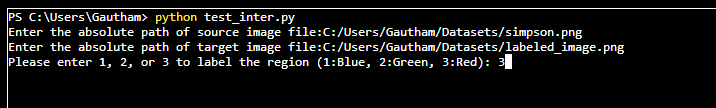 PS C:\Users\Gautham> python test_inter.py
Enter the absolute path of source image file:C:/Users/Gautham/Datasets/simpson.png
Enter the absolute path of target image file:C:/Users/Gautham/Datasets/labeled_image.png
Please enter 1, 2, or 3 to label the region (1:Blue, 2:Green, 3:Red): 3